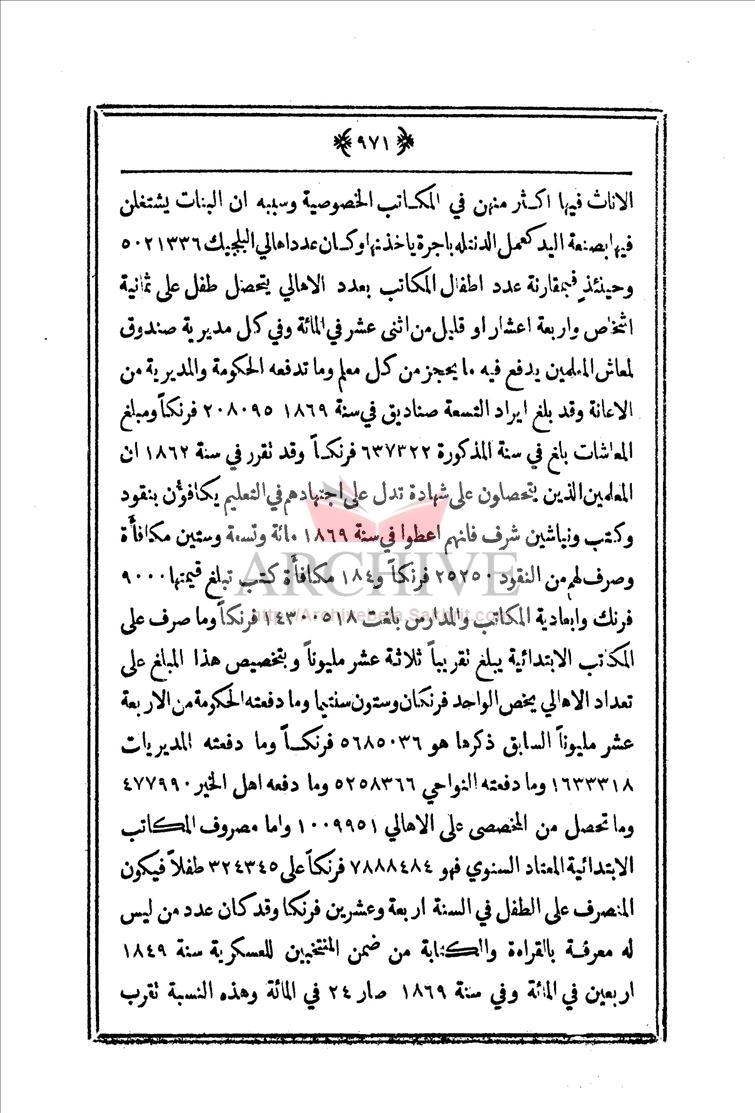 ﴿ ٩٧١ ﴾
الاناث فيها اكثر منهن في المكاتب الخصوصية وسببه ان البنات يشتغلن
فيها بصنعة اليد كعمل الدنتله باجرة ياخذنها وكان عدد اهالي البلجيك ٥٠٢١٣٣٦
وحينئذٍ فبمقارنة عدد اطفال المكاتب بعدد الاهالي يتحصل طفل على ثمانية
اشخاص واربعة اعشار او قليل من اثنى عشر في المائة وفي كل مديرية صندوق
لمعاش المعلمين يدفع فيه ما يحجز من كل معلم وما تدفعه الحكومة والمديرية من
الاعانة وقد بلغ ايراد التسعة صناديق في سنة ١٨٦٩ ٢٠٨٠٩٥ فرنكاً ومبلغ
المعاشات بلغ في سنة المذكورة ٦٣٧٣٢٢ فرنكاً وقد تقرر في سنة ١٨٦٢ ان
المعلمين الذين يتحصلون على شهادة تدل على اجتهادهم في التعليم يكافؤن بنقود
وكتب ونياشين شرف فانهم اعطوا في سنة ١٨٦٩ مائة وتسعة وستين مكافأة
وصرف لهم من النقود ٢٥٢٥٠ فرنكاً و١٨٤ مكافأة كتب تبلغ قيمتها ٩٠٠٠
فرنك وابعادية المكاتب والمدارس بلغت ١٤٣٠٠٥١٨ فرنكاً وما صرف على
المكاتب الابتدائية يبلغ تقريباً ثلاثة عشر مليوناً وبتخصيص هذا المبلغ على
تعداد الاهالي يخص الواحد فرنكان وستون سنتيما وما دفعته الحكومة من الاربعة
عشر مليوناً السابق ذكرها هو ٥٦٨٥٠٣٦ فرنكاً وما دفعته المديريات
١٦٣٣٣١٨ وما دفعته النواحي ٥٢٥٨٣٦٦ وما دفعه اهل الخير ٤٧٧٩٩٠
وما تحصل من المخصصى على الاهالي ١٠٠٩٩٥١ واما مصروف المكاتب
الابتدائية المعتاد السنوي فهو ٧٨٨٨٤٨٤ فرنكاً على ٣٢٤٣٤٥ طفلاً فيكون
المنصرف على الطفل في السنة اربعة وعشرين فرنكا وقد كان عدد من ليس
له معرفة بالقراءة والكتابة من ضمن المنتخبين للعسكرية سنة ١٨٤٩
اربعين في المائة وفي سنة ١٨٦٩ صار ٢٤ في المائة وهذه النسبة تقرب
ARCHIVE
http://Archivebeta.Sakhrit.com